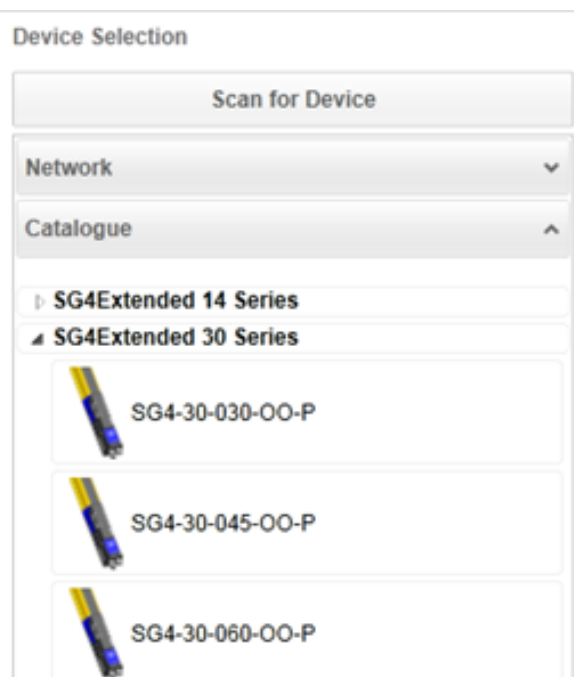 Device Selection
Scan for Device
Network
Catalogue
SG4Extended 14 Series
SG4Extended 30 Series
SG4-30-030-OO-P
SG4-30-045-OO-P
SG4-30-060-OO-P